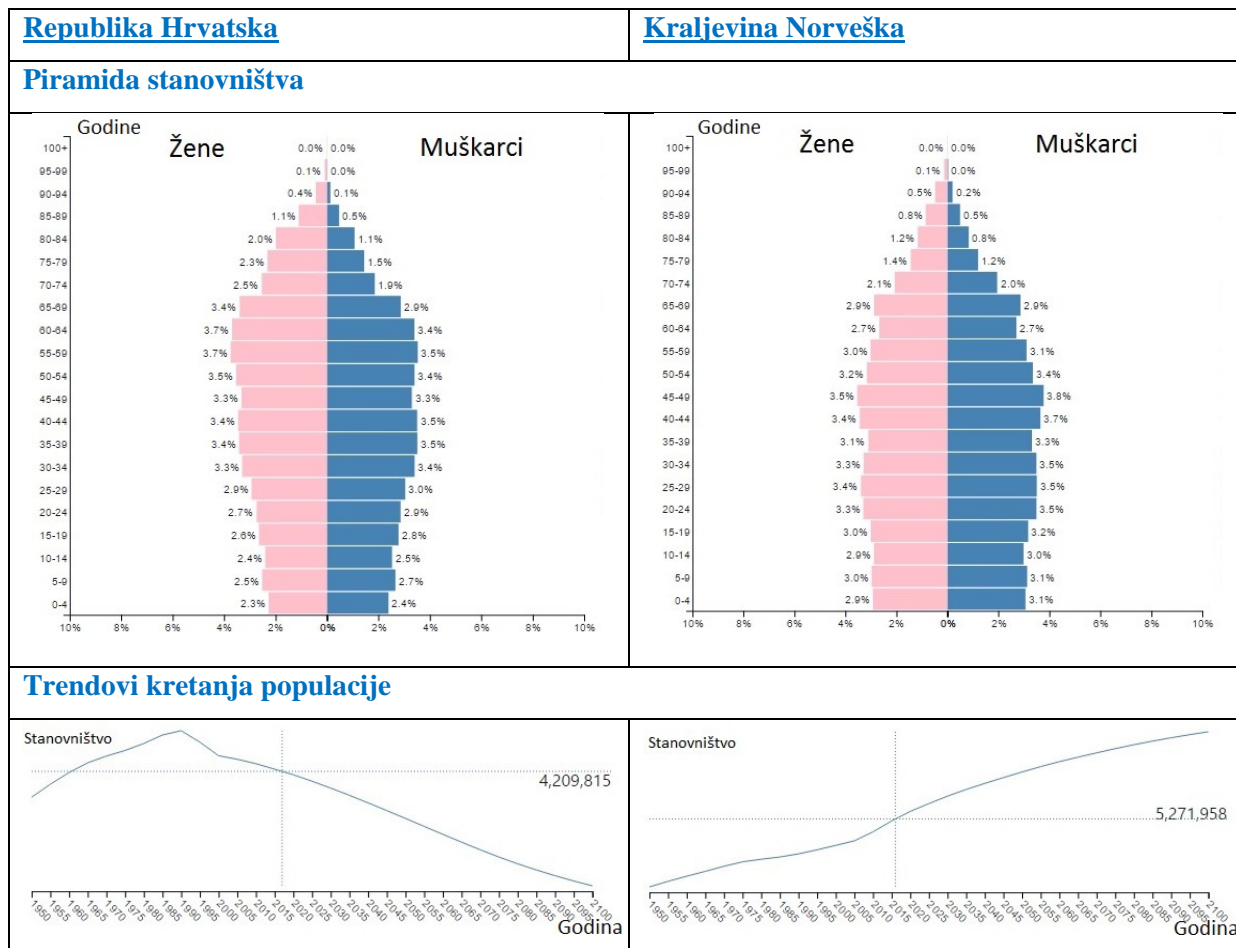 Republika Hrvatska
Kraljevina Norveška
Piramida stanovništva
Godine
Žene
Muškarci
100+ 0.0% 0.0%
95-99 0.1% 0.0%
90-94 0.4% 0.1%
85-89 1.1% 0.5%
80-84 2.0% 1.1%
75-79 2.3% 1.5%
70-74 2.5% 1.9%
65-69 3.4% 2.9%
60-64 3.7% 3.4%
55-59 3.7% 3.5%
50-54 3.5% 3.4%
45-49 3.3% 3.3%
40-44 3.4% 3.5%
35-39 3.4% 3.5%
30-34 3.3% 3.4%
25-29 2.9% 3.0%
20-24 2.7% 2.9%
15-19 2.6% 2.8%
10-14 2.4% 2.5%
5-9 2.5% 2.7%
0-4 2.3% 2.4%
10% 8% 6% 4% 2% 0% 2% 4% 6% 8% 10%
Godine
Žene
Muškarci
100+ 0.0% 0.0%
95-99 0.1% 0.0%
90-94 0.5% 0.2%
85-89 0.8% 0.5%
80-84 1.2% 0.8%
75-79 1.4% 1.2%
70-74 2.1% 2.0%
65-69 2.9% 2.9%
60-64 2.7% 2.7%
55-59 3.0% 3.1%
50-54 3.2% 3.4%
45-49 3.5% 3.8%
40-44 3.4% 3.7%
35-39 3.1% 3.3%
30-34 3.3% 3.5%
25-29 3.4% 3.5%
20-24 3.3% 3.5%
15-19 3.0% 3.2%
10-14 2.9% 3.0%
5-9 3.0% 3.1%
0-4 2.9% 3.1%
10% 8% 6% 4% 2% 0% 2% 4% 6% 8% 10%
Trendovi kretanja populacije
Stanovništvo
4,209,815
1950 1955 1960 1965 1970 1975 1980 1985 1990 1995 2000 2005 2010 2015 2020 2025 2030 2035 2040 2045 2050 2055 2060 2065 2070 2075 2080 2085 2090 2095 2100
Godina
Stanovništvo
5,271,958
1950 1955 1960 1965 1970 1975 1980 1985 1990 1995 2000 2005 2010 2015 2020 2025 2030 2035 2040 2045 2050 2055 2060 2065 2070 2075 2080 2085 2090 2095 2100
Godina